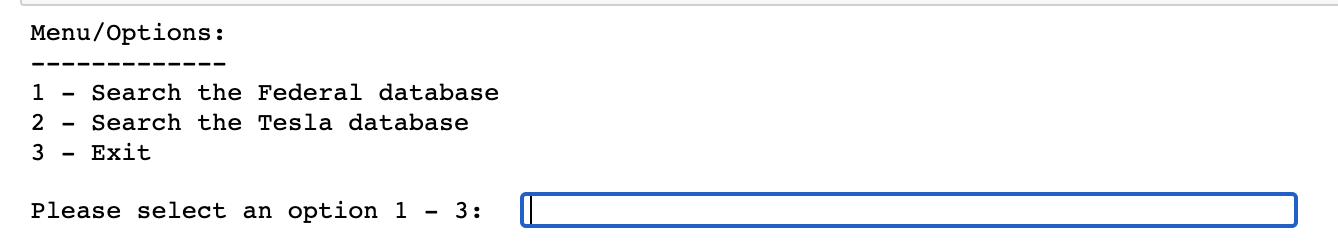 Menu/Options:
-------------
1 - Search the Federal database
2 - Search the Tesla database
3 - Exit
Please select an option 1 - 3: